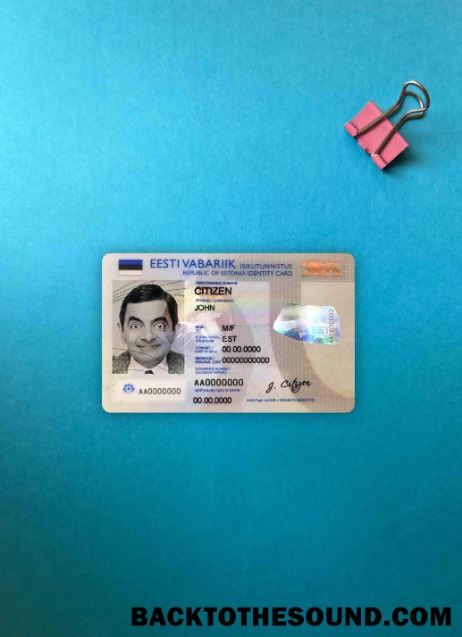 EESTI VABARIIK ISIKUTUNNISTUS
REPUBLIC OF ESTONIA IDENTITY CARD
CITIZEN
JOHN
M/F
EST
00.00.0000
00000000000
AA0000000
AA0000000
J. Citizen
00.00.0000
BACKTOTHESOUND.COM